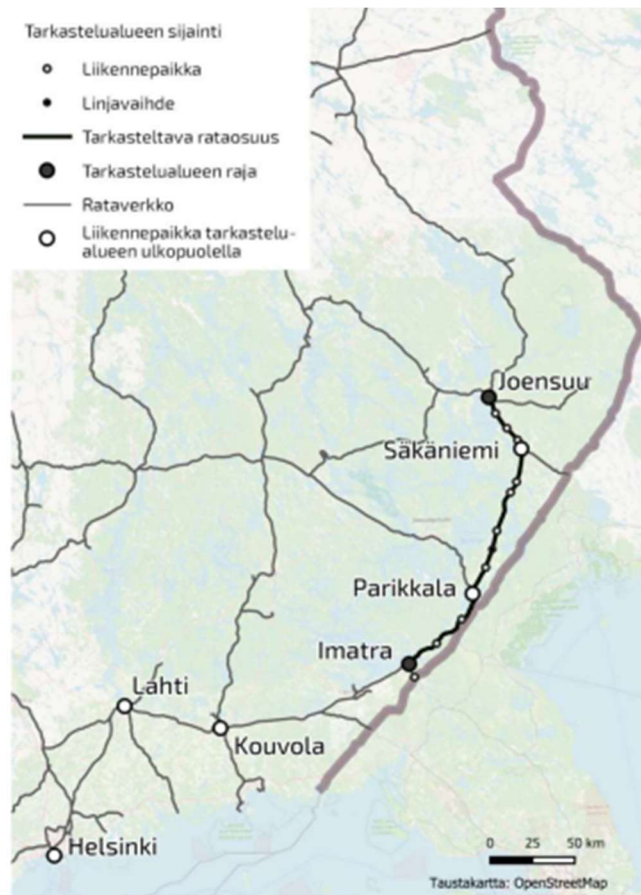 Tarkastelualueen sijainti
Liikennepaikka
Linjavaihde
Tarkasteltava rataosuus
Tarkastelualueen raja
Rataverkko
Liikennepaikka tarkastelu-
alueen ulkopuolella
Joensuu
Säkäniemi
Parikkala
Imatra
Lahti
Kouvola
Helsinki
0 25 50 km
Taustakartta: OpenStreetMap